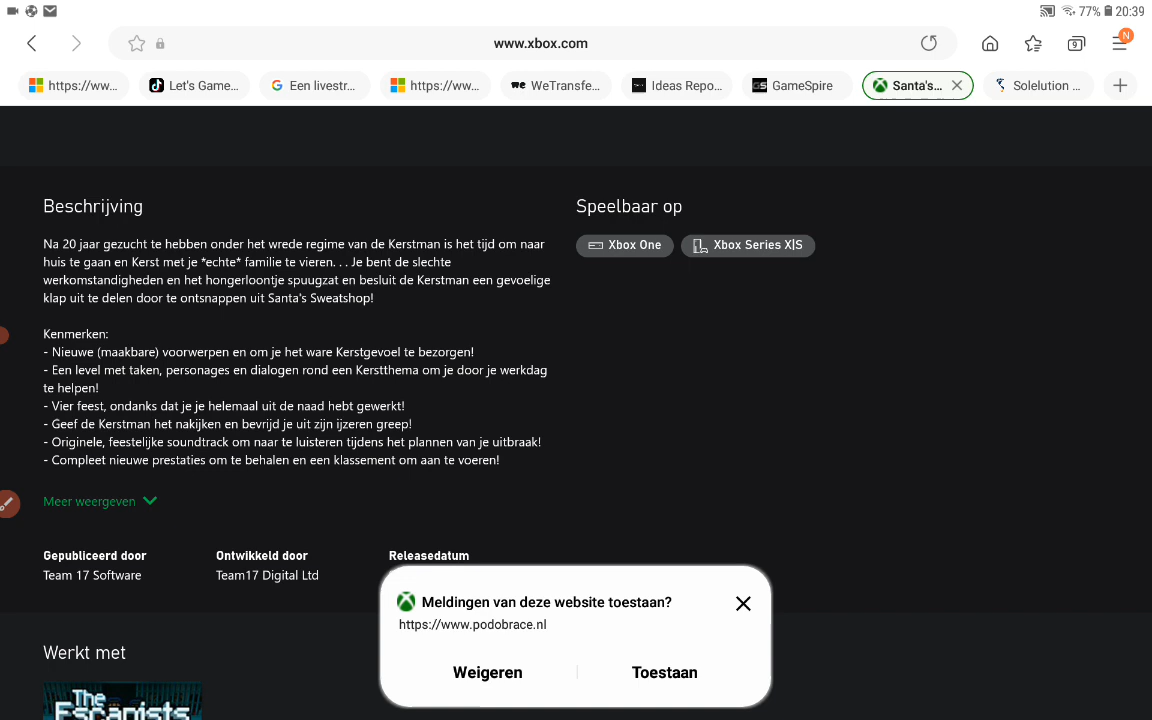 77% 20:39
www.xbox.com
9
N
https://ww...
Let's Game...
Een livestr...
https://ww...
WeTransfe...
Ideas Repo...
GameSpire
Santa's...
Solelution ...
Beschrijving
Speelbaar op
Xbox One
Xbox Series X|S
Na 20 jaar gezucht te hebben onder het wrede regime van de Kerstman is het tijd om naar
huis te gaan en Kerst met je *echte* familie te vieren. . . Je bent de slechte
werkomstandigheden en het hongerloontje spuugzat en besluit de Kerstman een gevoelige
klap uit te delen door te ontsnappen uit Santa's Sweatshop!
Kenmerken:
- Nieuwe (maakbare) voorwerpen en om je het ware Kerstgevoel te bezorgen!
- Een level met taken, personages en dialogen rond een Kerstthema om je door je werkdag
te helpen!
- Vier feest, ondanks dat je je helemaal uit de naad hebt gewerkt!
- Geef de Kerstman het nakijken en bevrijd je uit zijn ijzeren greep!
- Originele, feestelijke soundtrack om naar te luisteren tijdens het plannen van je uitbraak!
- Compleet nieuwe prestaties om te behalen en een klassement om aan te voeren!
Meer weergeven
Gepubliceerd door
Team 17 Software
Ontwikkeld door
Team17 Digital Ltd
Releasedatum
Meldingen van deze website toestaan?
https://www.podobrace.nl
Weigeren
Toestaan
Werkt met
The
Escapists